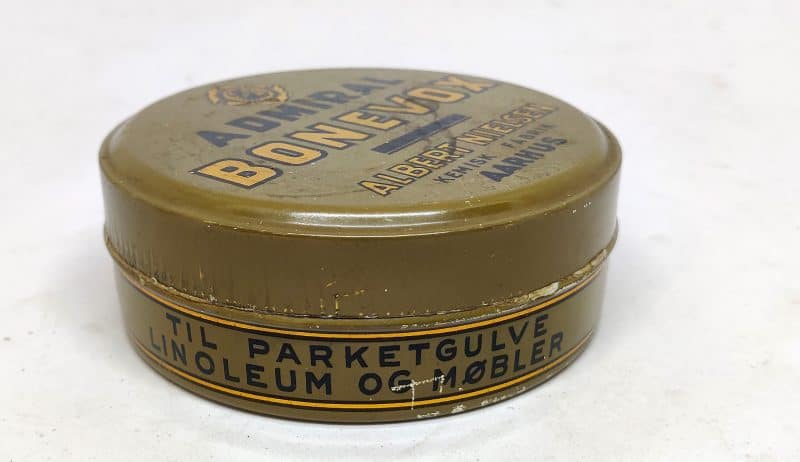 ADMIRAL
BONEVOX
ALBERT NIELSEN
KEMISK FABRIK
AARHUS
TIL PARKETGULVE
LINOLEUM OG MØBLER